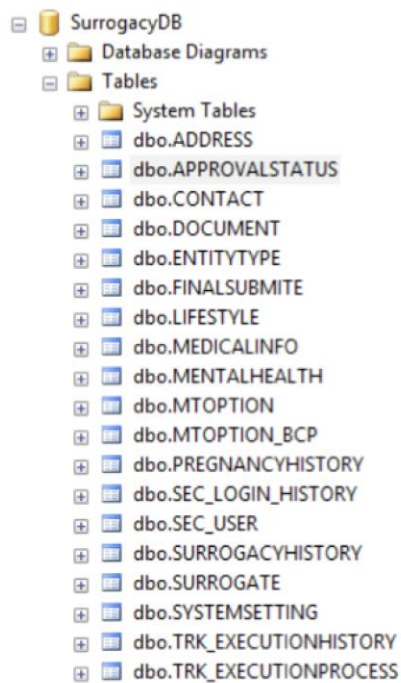 SurrogacyDB
Database Diagrams
Tables
System Tables
dbo.ADDRESS
dbo.APPROVALSTATUS
dbo.CONTACT
dbo.DOCUMENT
dbo.ENTITYTYPE
dbo.FINALSUBMITE
dbo.LIFESTYLE
dbo.MEDICALINFO
dbo.MENTALHEALTH
dbo.MTOPTION
dbo.MTOPTION_BCP
dbo.PREGNANCYHISTORY
dbo.SEC_LOGIN_HISTORY
dbo.SEC_USER
dbo.SURROGACYHISTORY
dbo.SURROGATE
dbo.SYSTEMSETTING
dbo.TRK_EXECUTIONHISTORY
dbo.TRK_EXECUTIONPROCESS